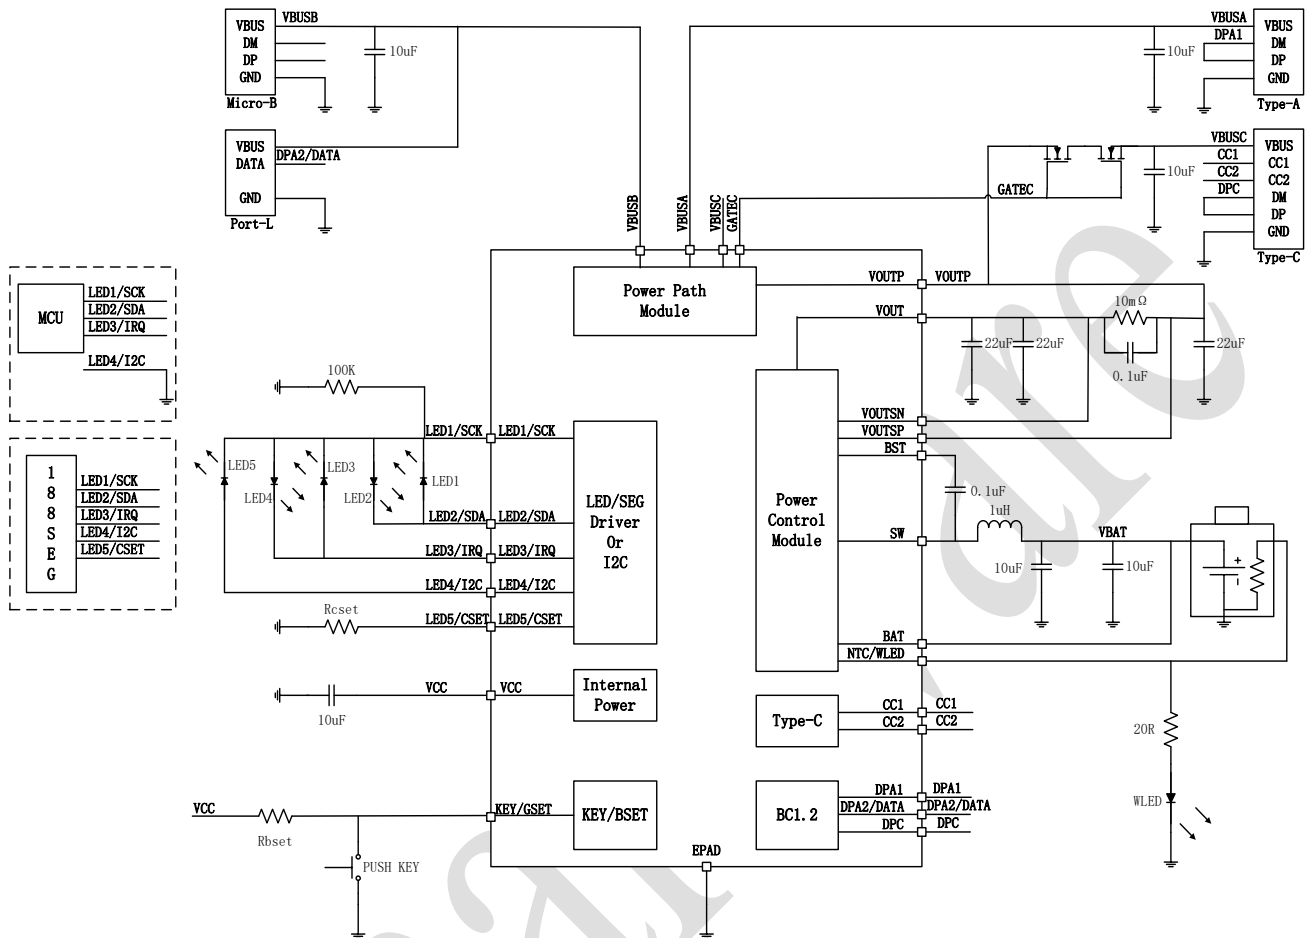 VBUSB
VBUS
DM
DP
GND
Micro-B
10uF
VBUS
DATA
DPA2/DATA
GND
Port-L
VBUSA
DPA1
VBUS
DM
DP
GND
Type-A
10uF
VBUSC
CC1
CC2
DPC
VBUS
CC1
CC2
DM
DP
GND
Type-C
10uF
GATEC
VBUSB
VBUSA
VBUSC
GATEC
Power Path
Module
VOUTP
VOUTP
VOUT
10mΩ
22uF
22uF
0.1uF
22uF
MCU
LED1/SCK
LED2/SDA
LED3/IRQ
LED4/I2C
1
8
8
S
E
G
LED1/SCK
LED2/SDA
LED3/IRQ
LED4/I2C
LED5/CSET
100K
LED5
LED4
LED3
LED2
LED1
LED1/SCK
LED1/SCK
LED2/SDA
LED2/SDA
LED3/IRQ
LED3/IRQ
LED4/I2C
LED4/I2C
LED5/CSET
LED5/CSET
Rcset
LED/SEG
Driver
Or
I2C
Power
Control
Module
VOUTSN
VOUTSP
BST
0.1uF
1uH
SW
VBAT
10uF
10uF
+
-
BAT
NTC/WLED
VCC
VCC
10uF
Internal
Power
Type-C
CC1
CC1
CC2
CC2
20R
WLED
VCC
Rbset
KEY/GSET
KEY/BSET
PUSH KEY
BC1.2
DPA1
DPA1
DPA2/DATA
DPA2/DATA
DPC
DPC
EPAD